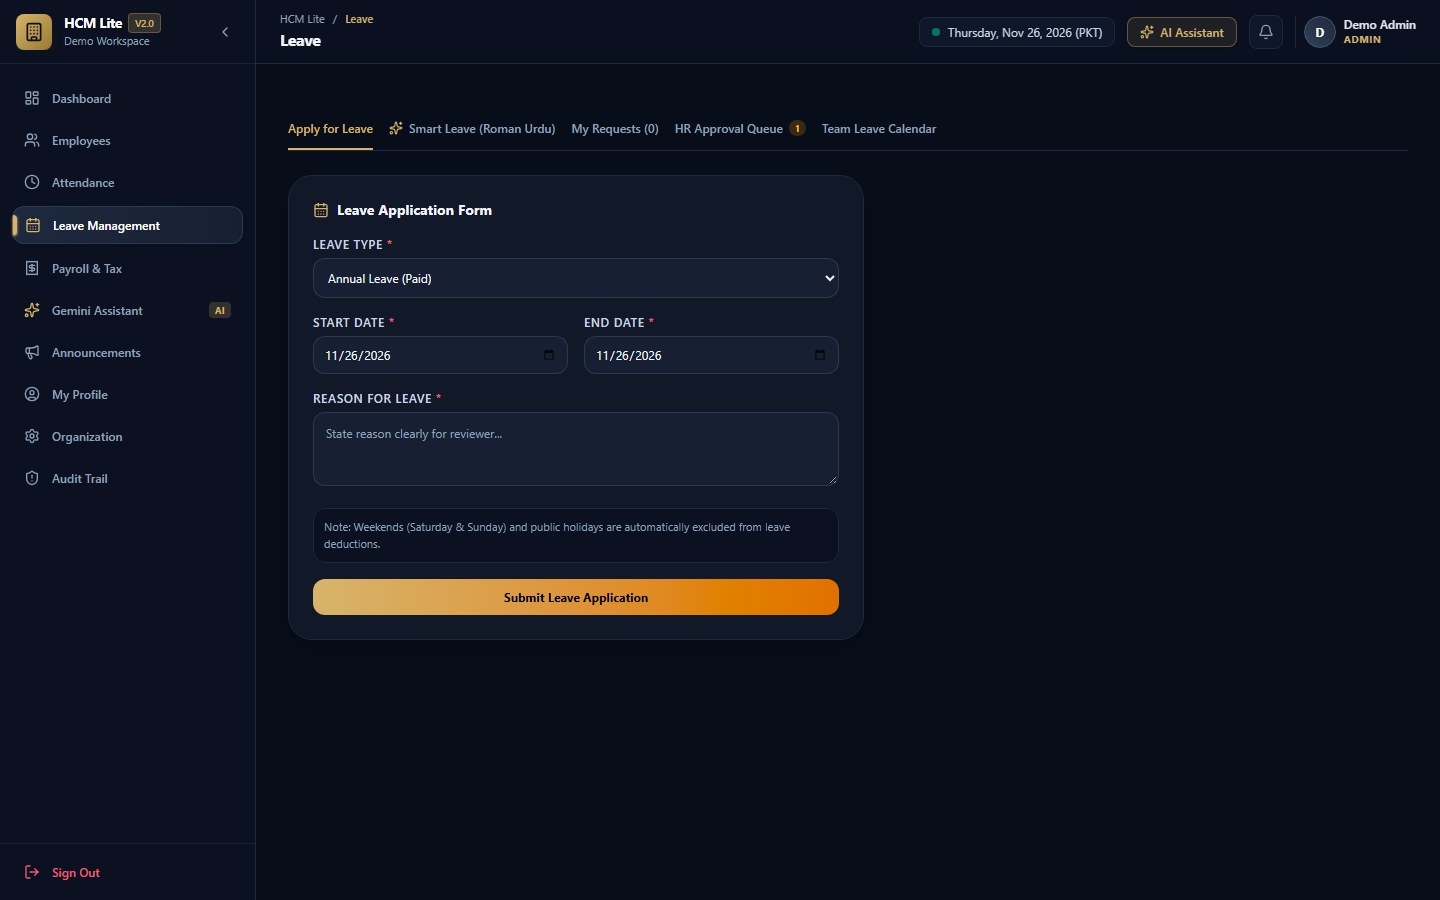 HCM Lite V2.0
Demo Workspace
HCM Lite / Leave
Leave
Thursday, Nov 26, 2026 (PKT)
AI Assistant
D
Demo Admin
ADMIN
Dashboard
Employees
Attendance
Leave Management
Payroll & Tax
Gemini Assistant AI
Announcements
My Profile
Organization
Audit Trail
Sign Out
Apply for Leave
Smart Leave (Roman Urdu)
My Requests (0)
HR Approval Queue 1
Team Leave Calendar
Leave Application Form
LEAVE TYPE *
Annual Leave (Paid)
START DATE *
END DATE *
11/26/2026
11/26/2026
REASON FOR LEAVE *
State reason clearly for reviewer...
Note: Weekends (Saturday & Sunday) and public holidays are automatically excluded from leave
deductions.
Submit Leave Application